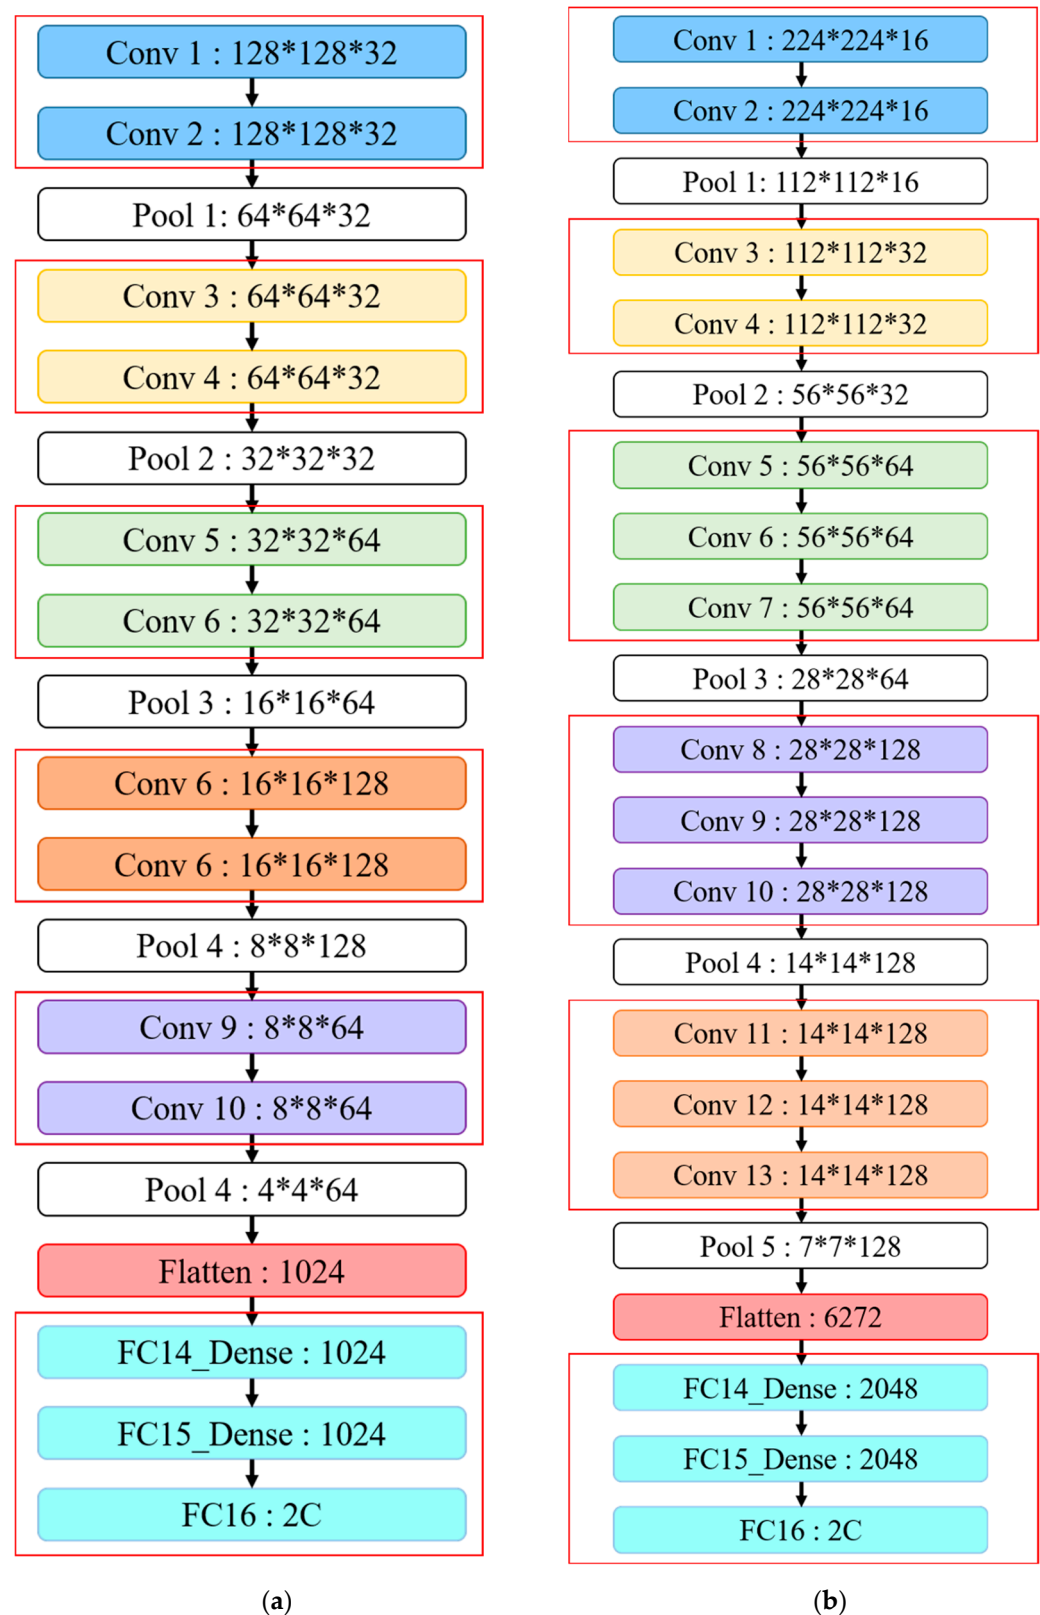 Conv 1 : 128*128*32
Conv 2 : 128*128*32
Pool 1: 64*64*32
Conv 3 : 64*64*32
Conv 4 : 64*64*32
Pool 2 : 32*32*32
Conv 5 : 32*32*64
Conv 6 : 32*32*64
Pool 3 : 16*16*64
Conv 6 : 16*16*128
Conv 6 : 16*16*128
Pool 4 : 8*8*128
Conv 9 : 8*8*64
Conv 10 : 8*8*64
Pool 4 : 4*4*64
Flatten : 1024
FC14_Dense : 1024
FC15_Dense : 1024
FC16 : 2C
(a)
Conv 1 : 224*224*16
Conv 2 : 224*224*16
Pool 1: 112*112*16
Conv 3 : 112*112*32
Conv 4 : 112*112*32
Pool 2 : 56*56*32
Conv 5 : 56*56*64
Conv 6 : 56*56*64
Conv 7 : 56*56*64
Pool 3 : 28*28*64
Conv 8 : 28*28*128
Conv 9 : 28*28*128
Conv 10 : 28*28*128
Pool 4 : 14*14*128
Conv 11 : 14*14*128
Conv 12 : 14*14*128
Conv 13 : 14*14*128
Pool 5 : 7*7*128
Flatten : 6272
FC14_Dense : 2048
FC15_Dense : 2048
FC16 : 2C
(b)